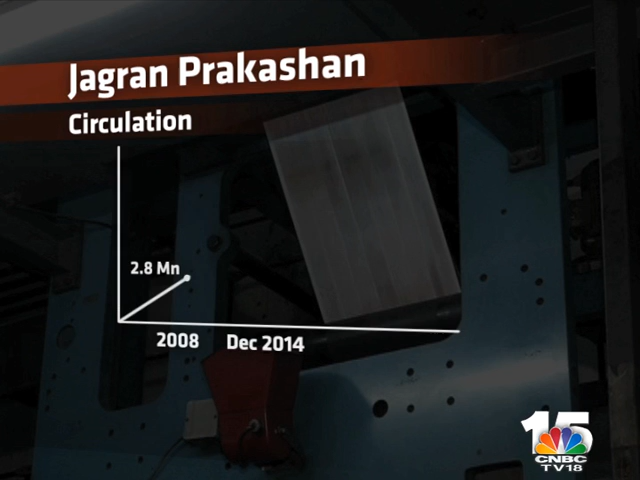 Jagran Prakashan
Circulation
2.8 Mn
2008 Dec 2014
15
CNBC
TV18